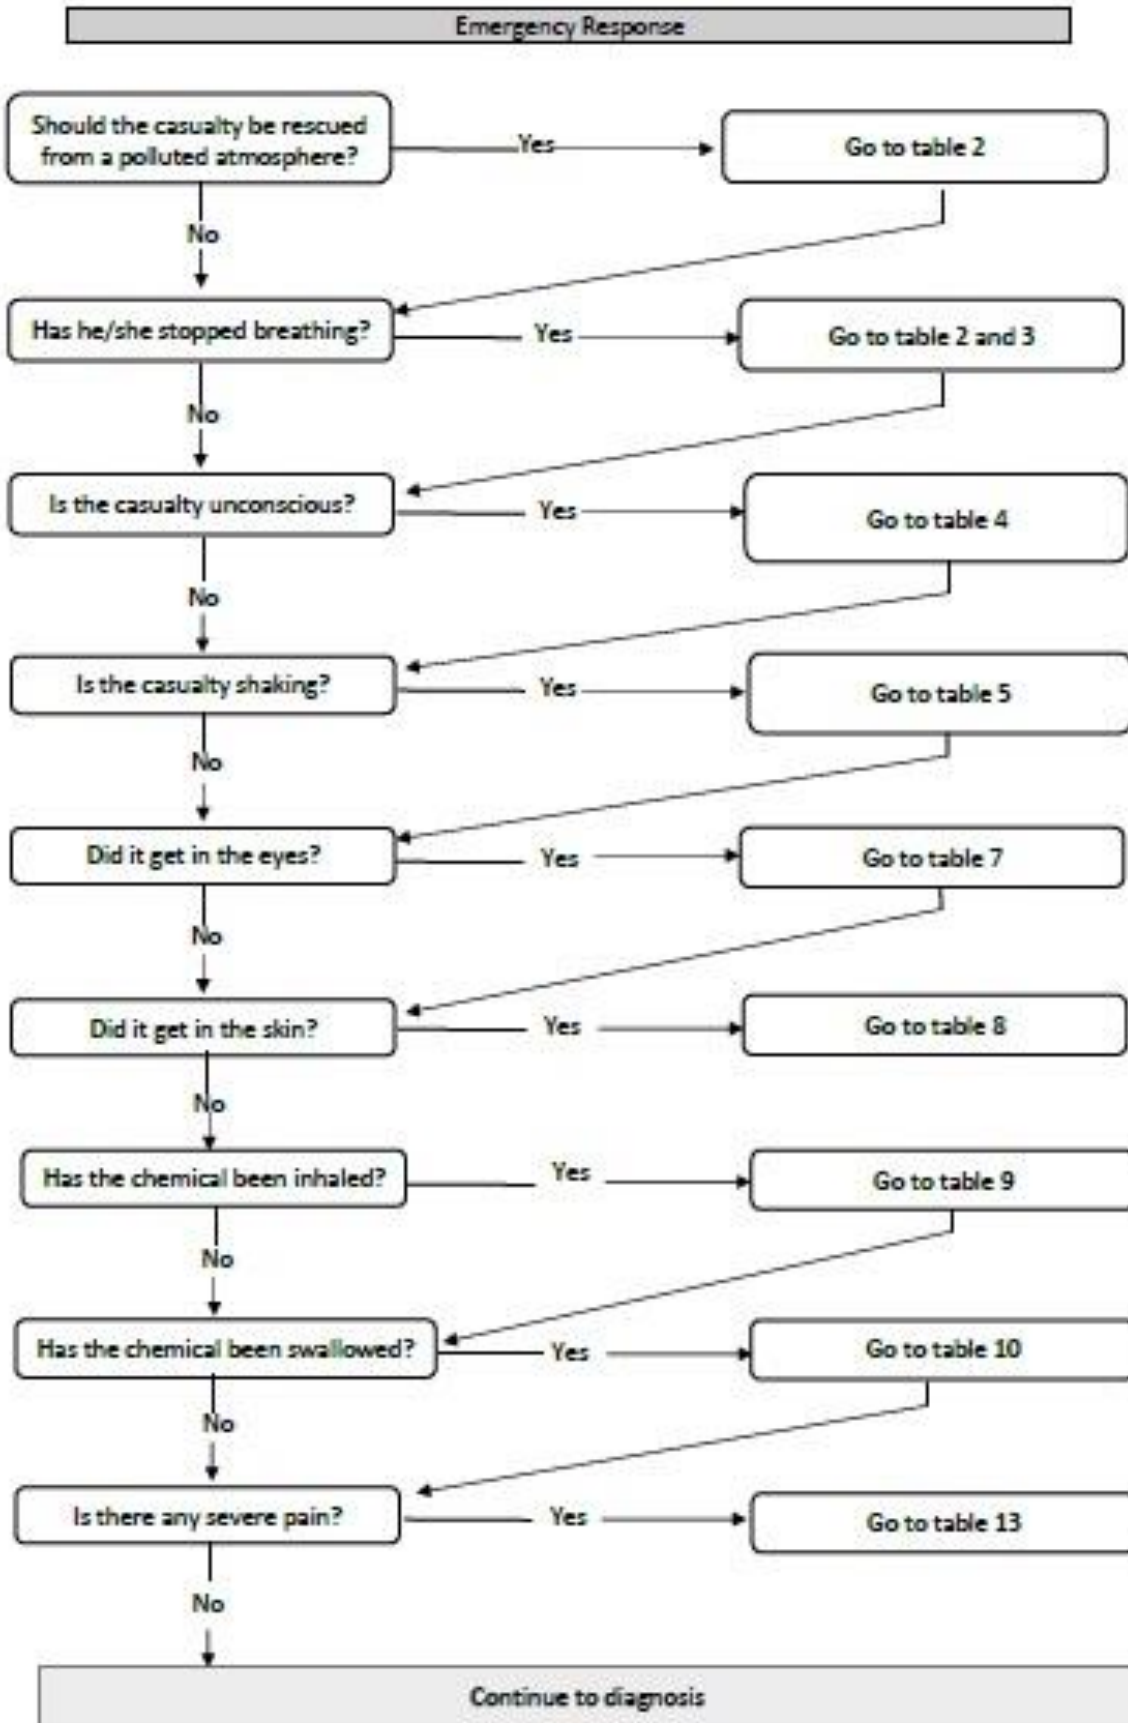 Emergency Response
Should the casualty be rescued
from a polluted atmosphere?
Yes
Go to table 2
No
Has he/she stopped breathing?
Yes
Go to table 2 and 3
No
Is the casualty unconscious?
Yes
Go to table 4
No
Is the casualty shaking?
Yes
Go to table 5
No
Did it get in the eyes?
Yes
Go to table 7
No
Did it get in the skin?
Yes
Go to table 8
No
Has the chemical been inhaled?
Yes
Go to table 9
No
Has the chemical been swallowed?
Yes
Go to table 10
No
Is there any severe pain?
Yes
Go to table 13
No
Continue to diagnosis